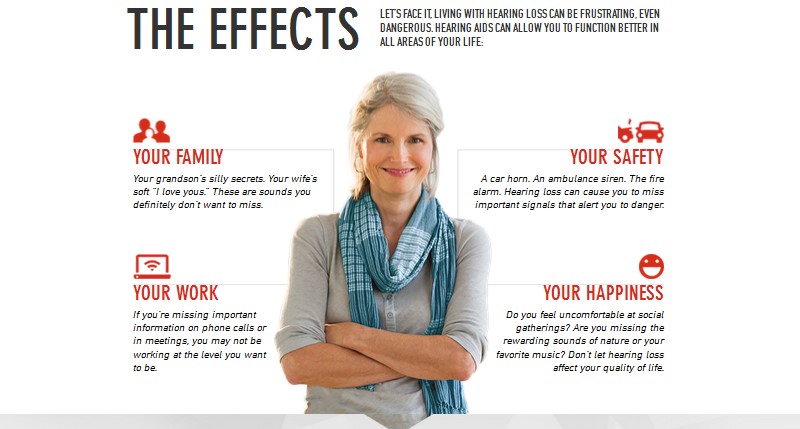 THE EFFECTS
LET'S FACE IT, LIVING WITH HEARING LOSS CAN BE FRUSTRATING, EVEN
DANGEROUS. HEARING AIDS CAN ALLOW YOU TO FUNCTION BETTER IN
ALL AREAS OF YOUR LIFE:
YOUR FAMILY
Your grandson's silly secrets. Your wife's
soft "I love yous." These are sounds you
definitely don't want to miss.
YOUR SAFETY
A car horn. An ambulance siren. The fire
alarm. Hearing loss can cause you to miss
important signals that alert you to danger.
YOUR WORK
If you're missing important
information on phone calls or
in meetings, you may not be
working at the level you want
to be.
YOUR HAPPINESS
Do you feel uncomfortable at social
gatherings? Are you missing the
rewarding sounds of nature or your
favorite music? Don't let hearing loss
affect your quality of life.